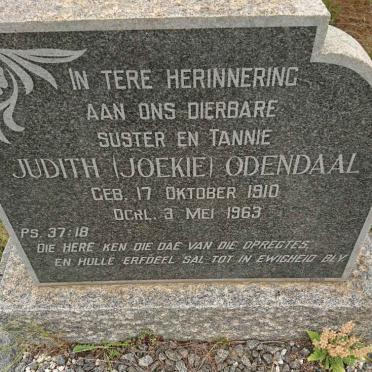 IN TERE HERINNERING
AAN ONS DIERBARE
SUSTER EN TANNIE
JUDITH (JOEKIE) ODENDAAL
GEB. 17 OKTOBER 1910
OORL. 3 MEI 1963
PS. 37:18
DIE HERE KEN DIE DAE VAN DIE OPREGTES,
EN HULLE ERFDEEL SAL TOT IN EWIGHEID BLY.